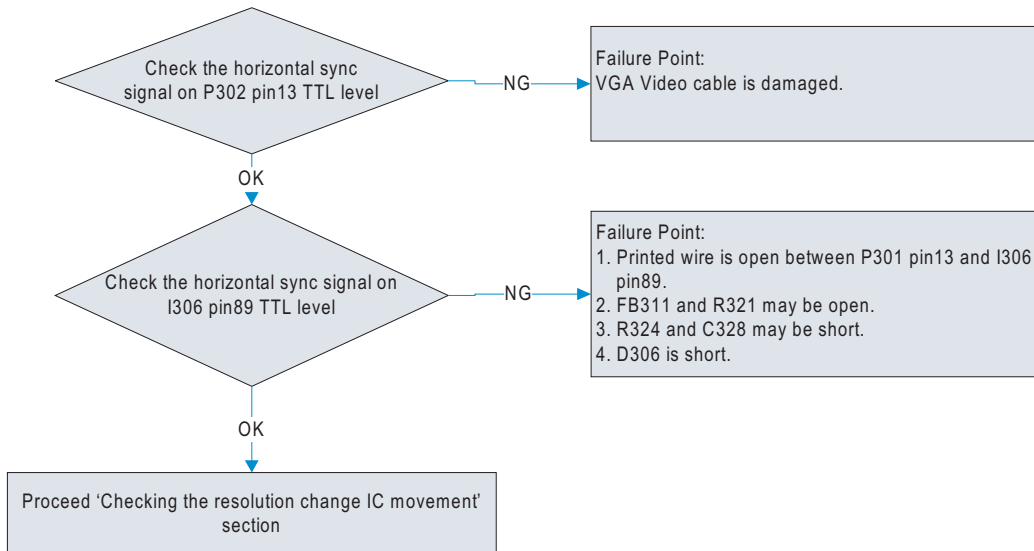 Check the horizontal sync
signal on P302 pin13 TTL level
NG
Failure Point:
VGA Video cable is damaged.
OK
Check the horizontal sync signal on
I306 pin89 TTL level
NG
Failure Point:
1. Printed wire is open between P301 pin13 and I306
pin89.
2. FB311 and R321 may be open.
3. R324 and C328 may be short.
4. D306 is short.
OK
Proceed ‘Checking the resolution change IC movement’
section